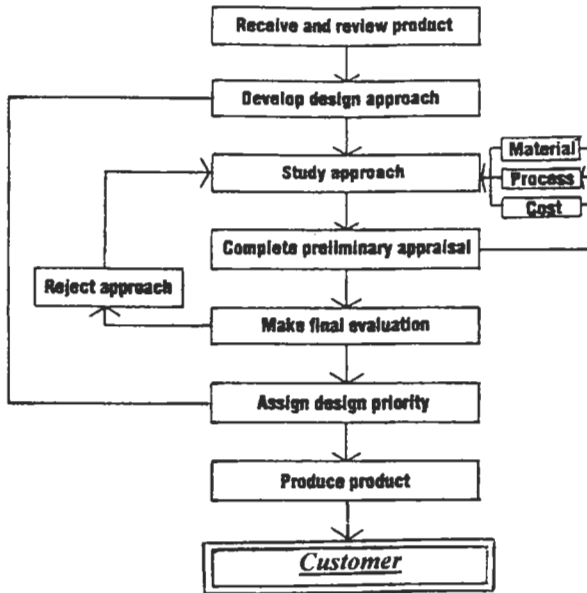 Receive and review product
Develop design approach
Study approach
Material
Process
Cost
Complete preliminary appraisal
Reject approach
Make final evaluation
Assign design priority
Produce product
Customer